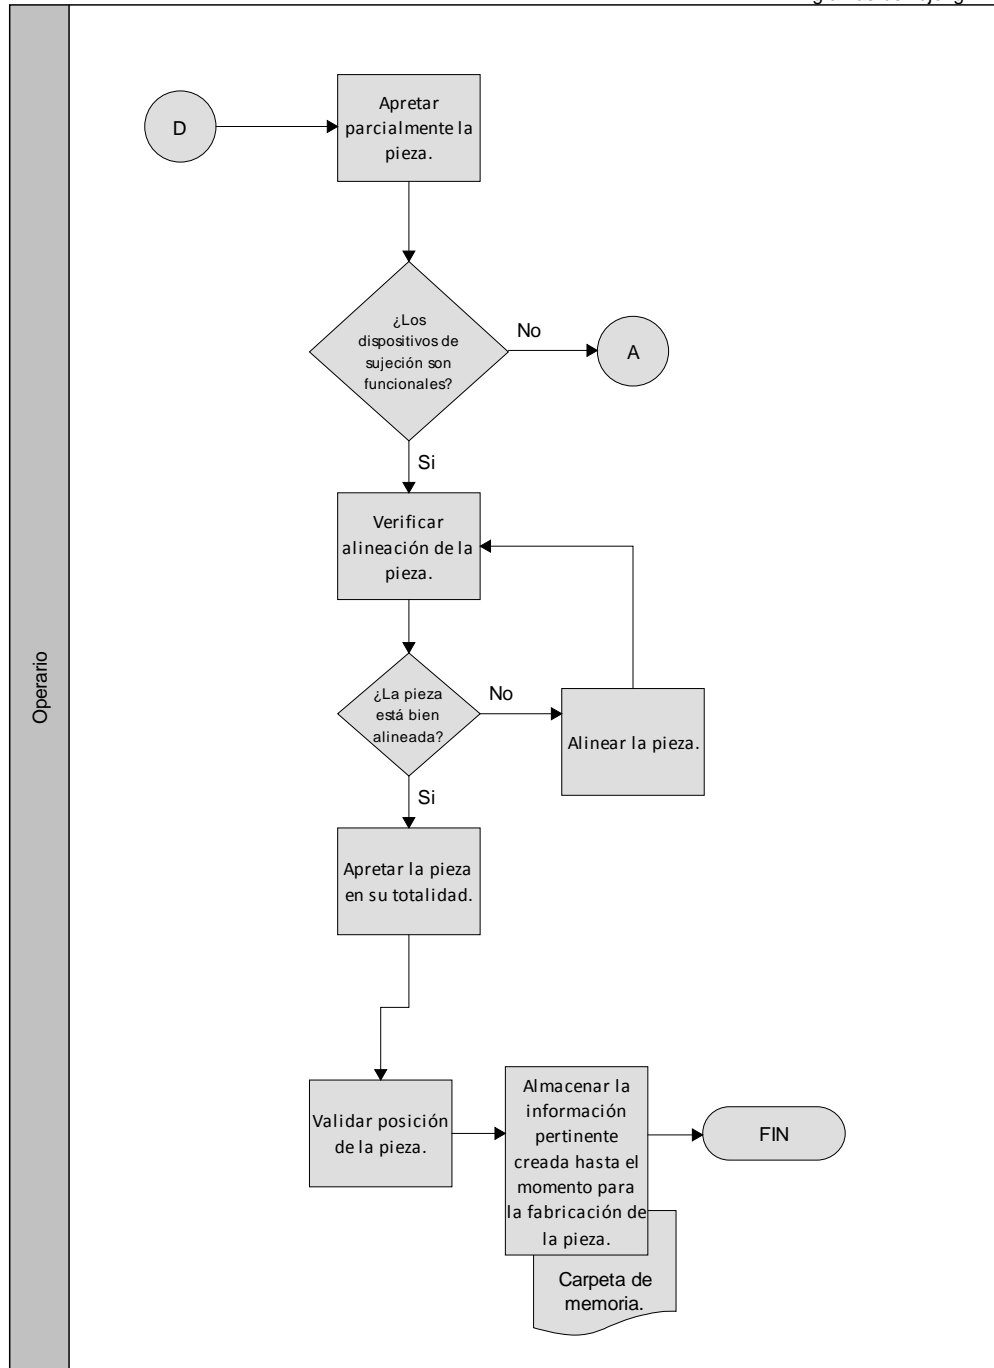 D
Apretar
parcialmente la
pieza.
¿Los
dispositivos de
sujeción son
funcionales?
No
A
Si
Verificar
alineación de la
pieza.
¿La pieza
está bien
alineada?
No
Alinear la pieza.
Si
Apretar la pieza
en su totalidad.
Operario
Validar posición
de la pieza.
Almacenar la
información
pertinente
creada hasta el
momento para
la fabricación de
la pieza.
FIN
Carpeta de
memoria.